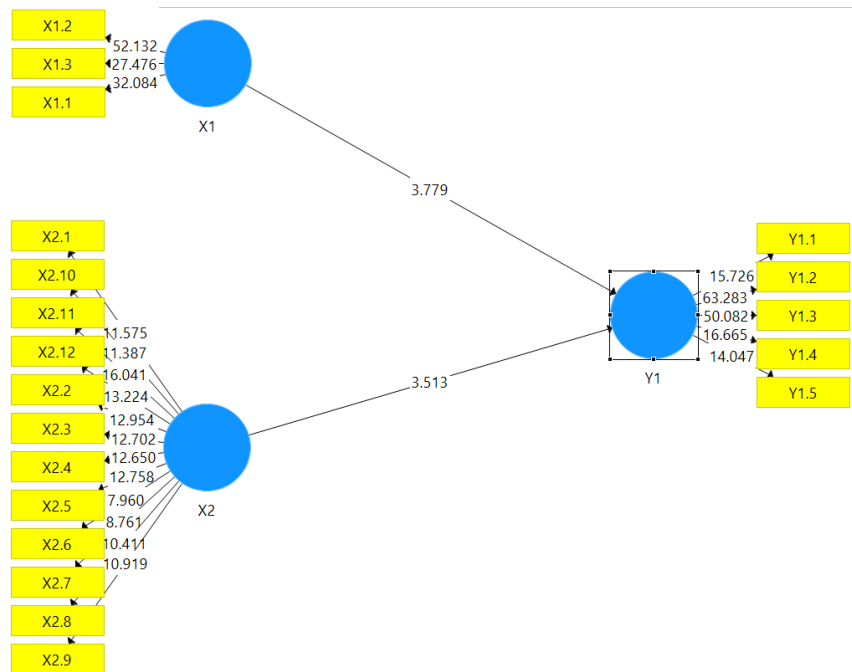 X1.2
X1.3
X1.1
52.132
27.476
32.084
X1
3.779
X2.1
X2.10
X2.11
X2.12
X2.2
X2.3
X2.4
X2.5
X2.6
X2.7
X2.8
X2.9
11.575
11.387
16.041
13.224
12.954
12.702
12.650
12.758
7.960
8.761
10.411
10.919
X2
3.513
15.726
63.283
50.082
16.665
14.047
Y1
Y1.1
Y1.2
Y1.3
Y1.4
Y1.5